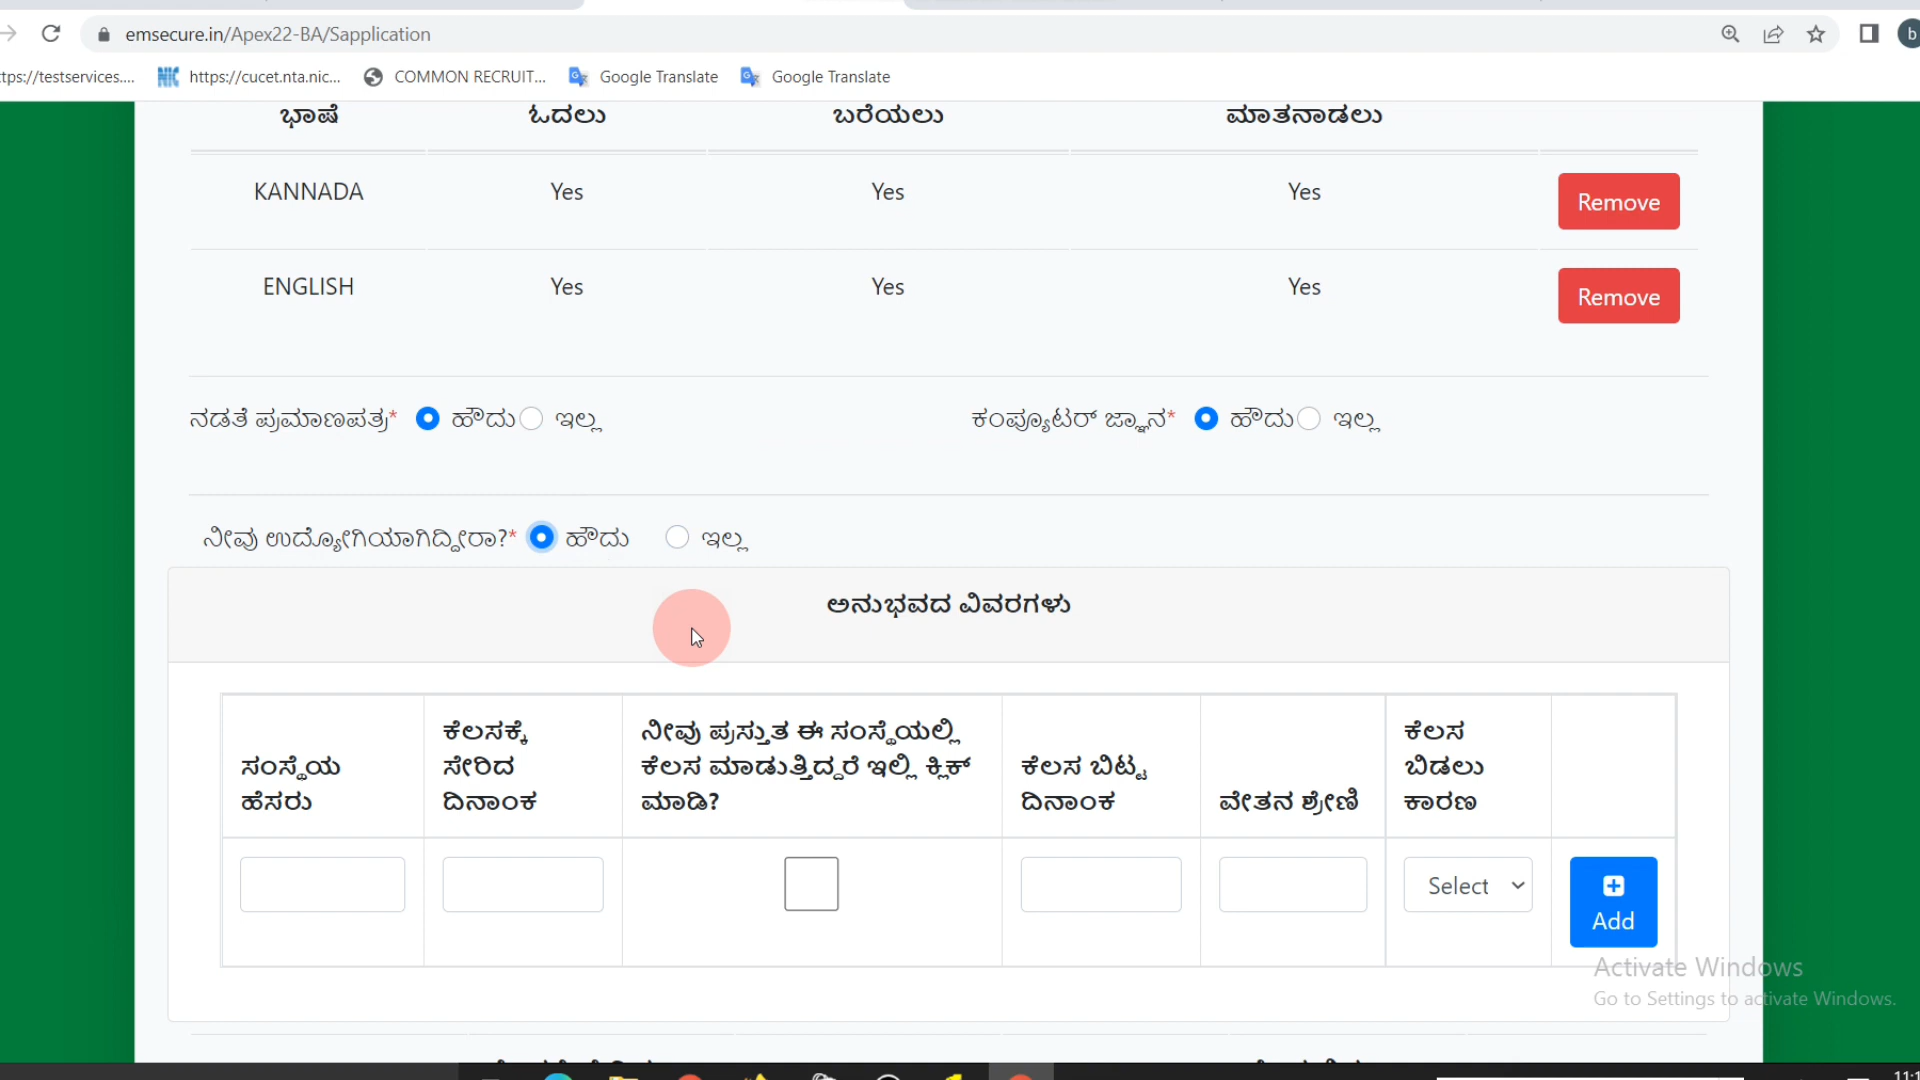 emsecure.in/Apex22-BA/Sapplication
b
tps://testservices.... https://cucet.nta.nic... COMMON RECRUIT... Google Translate Google Translate
ಭಾಷೆ ಓದಲು ಬರೆಯಲು ಮಾತನಾಡಲು
KANNADA Yes Yes Yes Remove
ENGLISH Yes Yes Yes Remove
ನಡತೆ ಪ್ರಮಾಣಪತ್ರ* ಹೌದು ಇಲ್ಲ ಕಂಪ್ಯೂಟರ್ ಜ್ಞಾನ* ಹೌದು ಇಲ್ಲ
ನೀವು ಉದ್ಯೋಗಿಯಾಗಿದ್ದೀರಾ?* ಹೌದು ಇಲ್ಲ
ಅನುಭವದ ವಿವರಗಳು
ಸಂಸ್ಥೆಯ
ಹೆಸರು
ಕೆಲಸಕ್ಕೆ
ಸೇರಿದ
ದಿನಾಂಕ
ನೀವು ಪ್ರಸ್ತುತ ಈ ಸಂಸ್ಥೆಯಲ್ಲಿ
ಕೆಲಸ ಮಾಡುತ್ತಿದ್ದರೆ ಇಲ್ಲಿ ಕ್ಲಿಕ್
ಮಾಡಿ?
ಕೆಲಸ ಬಿಟ್ಟ
ದಿನಾಂಕ
ವೇತನ ಶ್ರೇಣಿ
ಕೆಲಸ
ಬಿಡಲು
ಕಾರಣ
Select
Add
Activate Windows
Go to Settings to activate Windows.